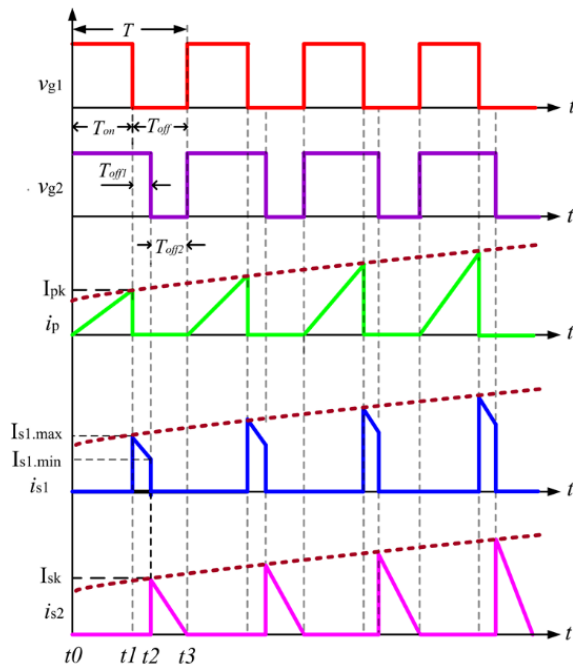 T
vg1
t
Ton
Toff
vg2
Toff1
t
Toff2
Ipk
ip
t
Is1.max
Is1.min
is1
t
Isk
is2
t
t0 t1 t2 t3